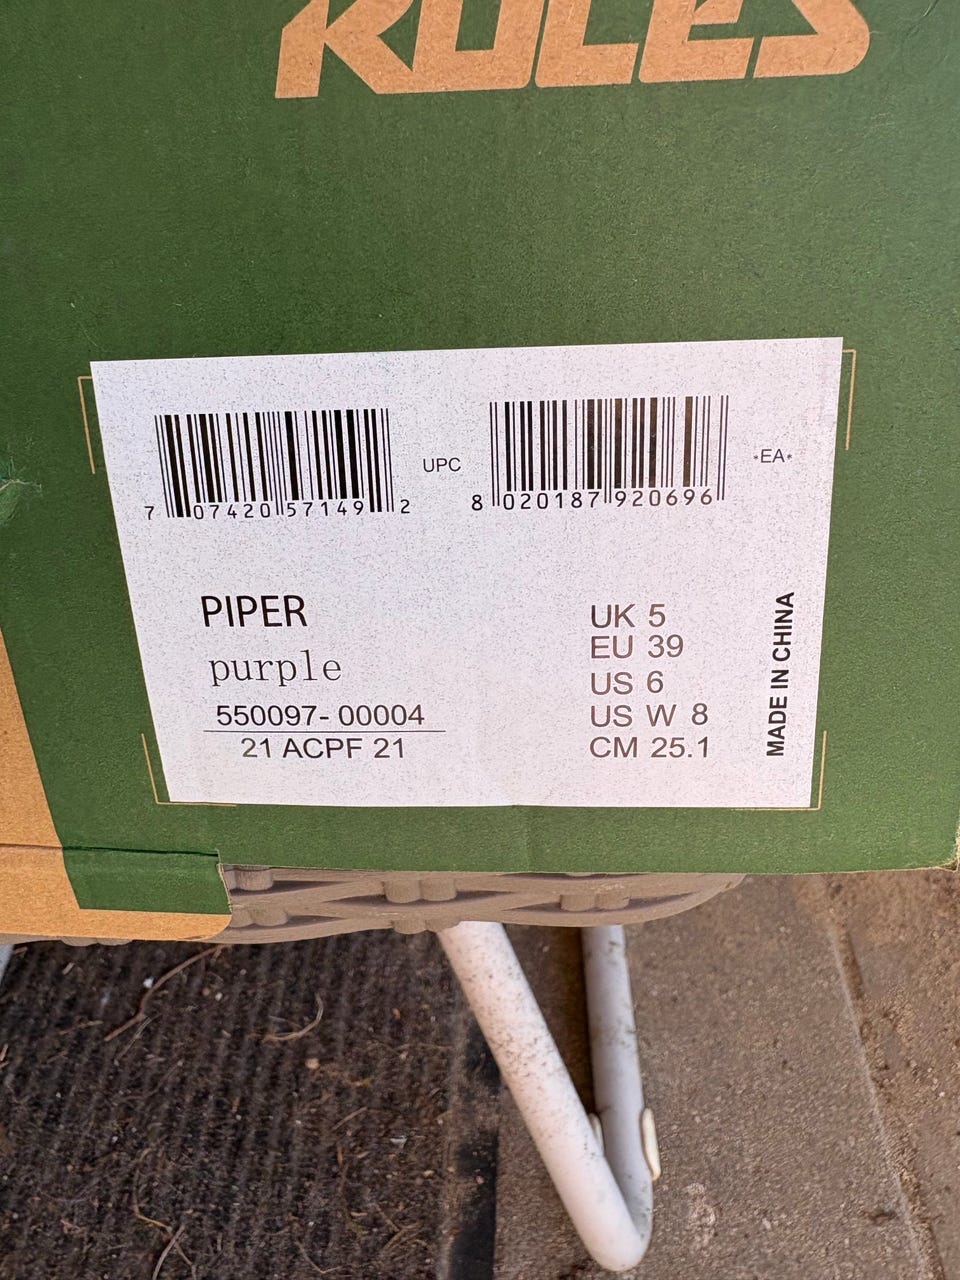 ROLES
7 07420 57149 2
UPC
8 020187 920696
*EA*
PIPER
purple
550097- 00004
21 ACPF 21
UK 5
EU 39
US 6
US W 8
CM 25.1
MADE IN CHINA